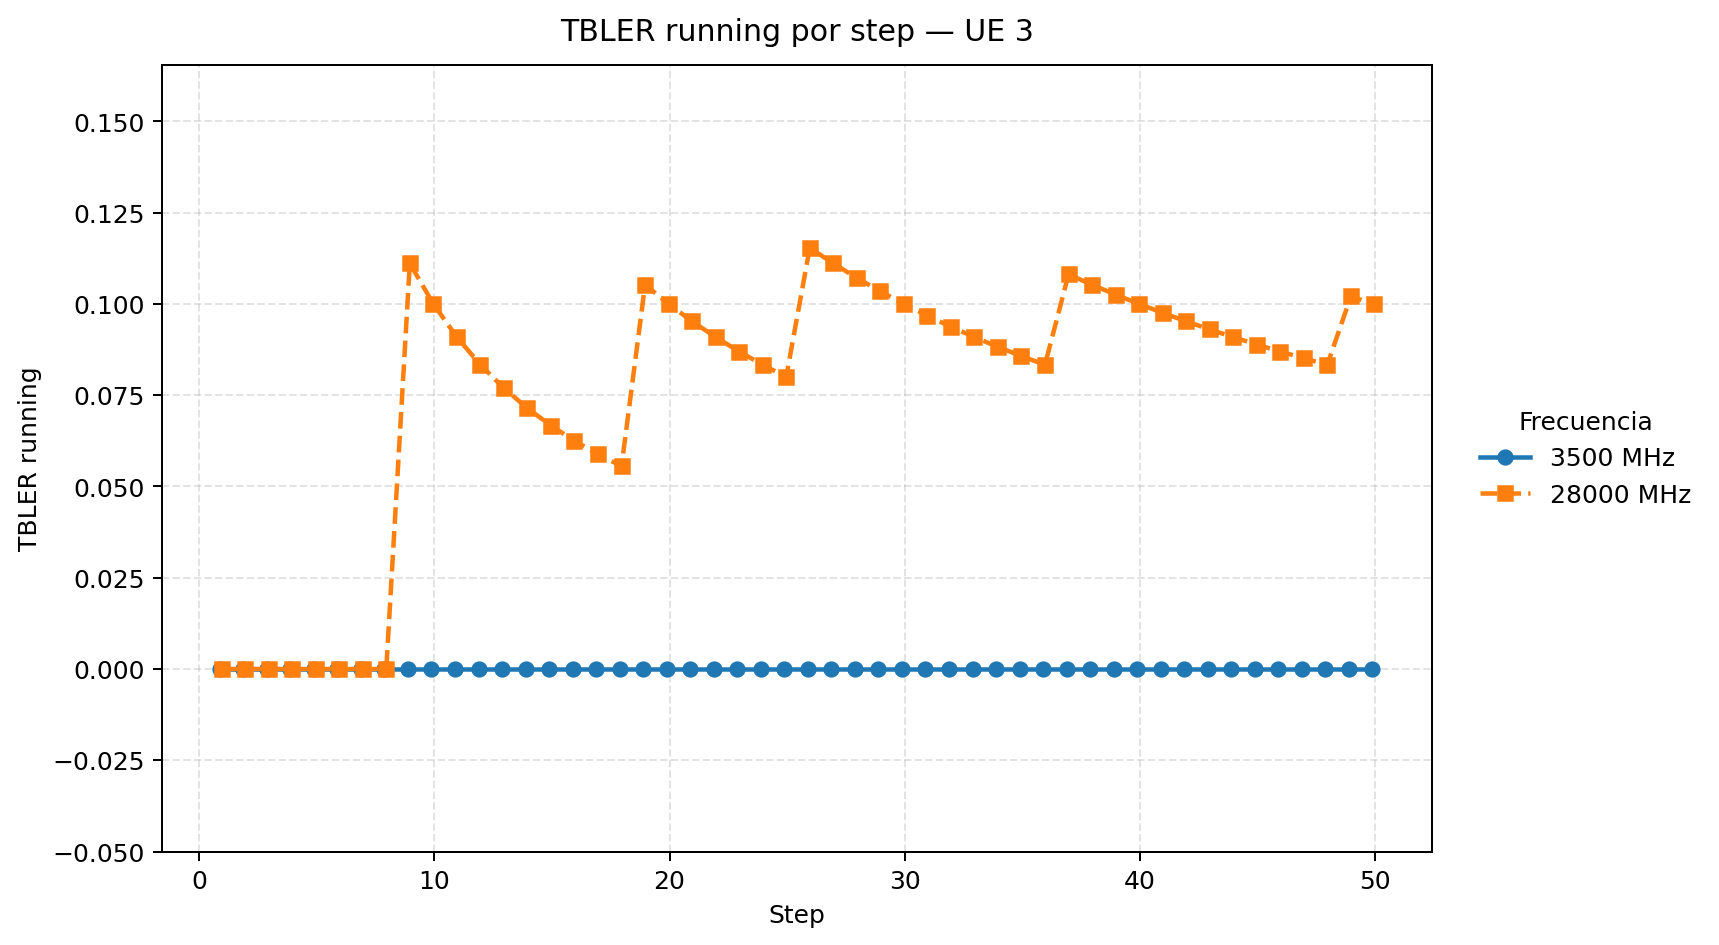 TBLER running por step — UE 3
0.150
0.125
0.100
0.075
0.050
0.025
0.000
−0.025
−0.050
TBLER running
0 10 20 30 40 50
Step
Frecuencia
3500 MHz
28000 MHz